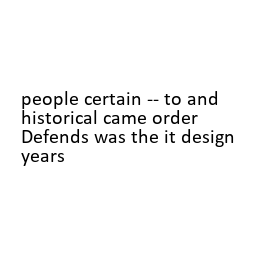 people certain -- to and
historical came order
Defends was the it design
years